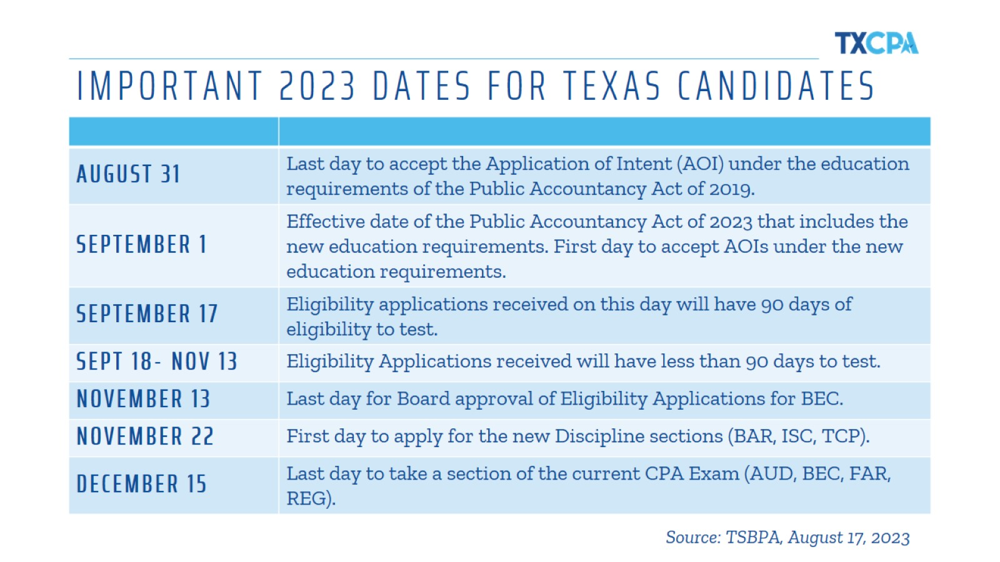 TXCPA
IMPORTANT 2023 DATES FOR TEXAS CANDIDATES
AUGUST 31
Last day to accept the Application of Intent (AOI) under the education
requirements of the Public Accountancy Act of 2019.
SEPTEMBER 1
Effective date of the Public Accountancy Act of 2023 that includes the
new education requirements. First day to accept AOIs under the new
education requirements.
SEPTEMBER 17
Eligibility applications received on this day will have 90 days of
eligibility to test.
SEPT 18- NOV 13
Eligibility Applications received will have less than 90 days to test.
NOVEMBER 13
Last day for Board approval of Eligibility Applications for BEC.
NOVEMBER 22
First day to apply for the new Discipline sections (BAR, ISC, TCP).
DECEMBER 15
Last day to take a section of the current CPA Exam (AUD, BEC, FAR,
REG).
Source: TSBPA, August 17, 2023